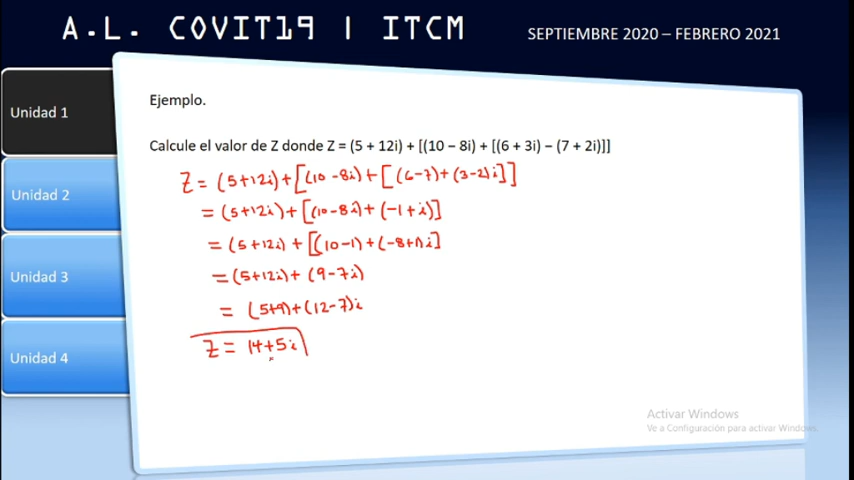 A.L. COVIT19 | ITCM
SEPTIEMBRE 2020 – FEBRERO 2021
Unidad 1
Unidad 2
Unidad 3
Unidad 4
Ejemplo.
Calcule el valor de Z donde Z = (5 + 12i) + [(10 – 8i) + [(6 + 3i) – (7 + 2i)]]
Z = (5+12i)+[(10-8i)+[(6-7)+(3-2)i]]
= (5+12i)+[(10-8i)+(-1+i)]
= (5+12i)+[(10-1)+(-8+1)i]
= (5+12i)+(9-7i)
= (5+9)+(12-7)i
Z = 14+5i
Activar Windows
Ve a Configuración para activar Windows.